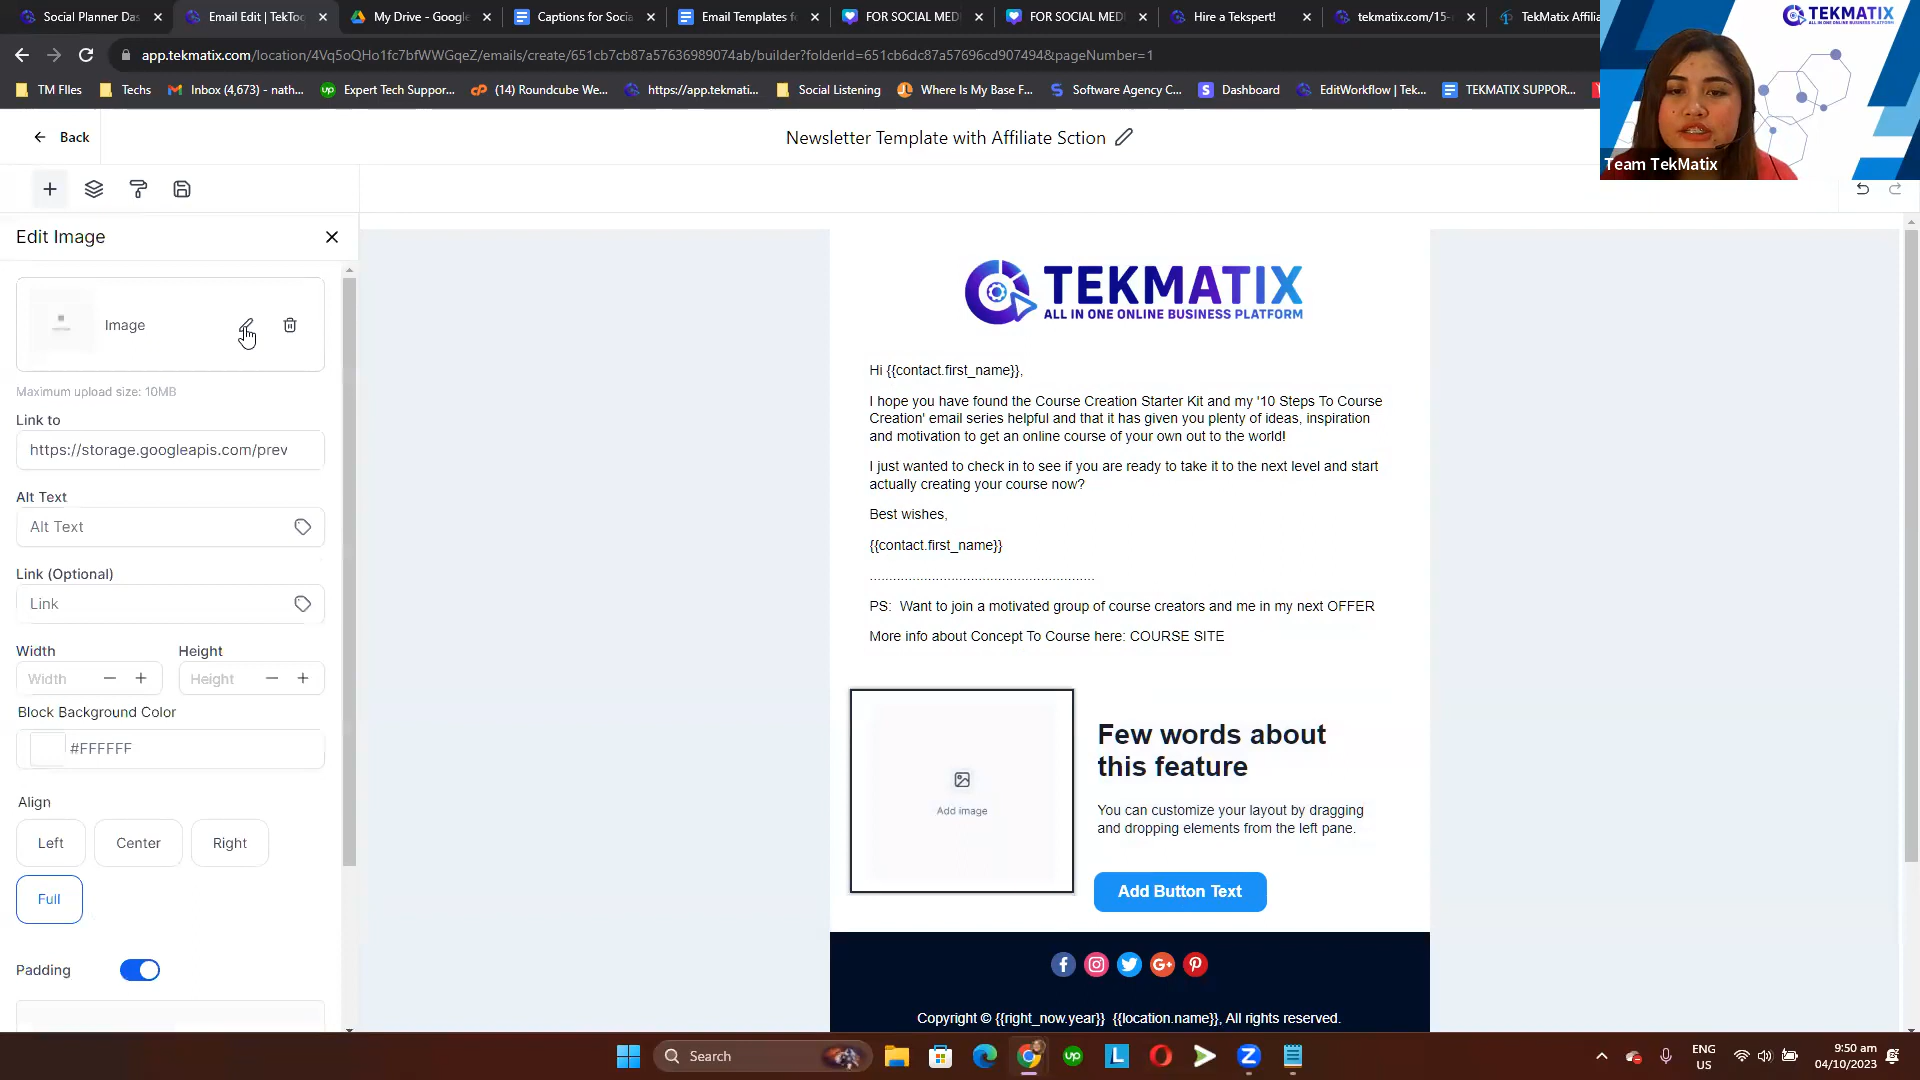 Social Planner Das
Email Edit | TekToo
My Drive - Google
Captions for Socia
Email Templates fo
FOR SOCIAL MEDI
FOR SOCIAL MEDI
Hire a Tekspert!
tekmatix.com/15-
TekMatix Affilia
app.tekmatix.com/location/4Vq5oQHo1fc7bfWWGqeZ/emails/create/651cb7cb87a57636989074ab/builder?folderId=651cb6dc87a57696cd907494&pageNumber=1
TM FIles
Techs
Inbox (4,673) - nath...
Expert Tech Suppor...
(14) Roundcube We...
https://app.tekmati...
Social Listening
Where Is My Base F...
Software Agency C...
Dashboard
EditWorkflow | Tek...
TEKMATIX SUPPOR...
TEKMATIX
ALL IN ONE ONLINE BUSINESS PLATFORM
Team TekMatix
Back
Newsletter Template with Affiliate Sction
Edit Image
Image
Maximum upload size: 10MB
Link to
https://storage.googleapis.com/prev
Alt Text
Alt Text
Link (Optional)
Link
Width
Height
Width
Height
Block Background Color
#FFFFFF
Align
Left
Center
Right
Full
Padding
TEKMATIX
ALL IN ONE ONLINE BUSINESS PLATFORM
Hi {{contact.first_name}},
I hope you have found the Course Creation Starter Kit and my '10 Steps To Course
Creation' email series helpful and that it has given you plenty of ideas, inspiration
and motivation to get an online course of your own out to the world!
I just wanted to check in to see if you are ready to take it to the next level and start
actually creating your course now?
Best wishes,
{{contact.first_name}}
..........................................................
PS:  Want to join a motivated group of course creators and me in my next OFFER
More info about Concept To Course here: COURSE SITE
Add image
Few words about
this feature
You can customize your layout by dragging
and dropping elements from the left pane.
Add Button Text
Copyright © {{right_now.year}}  {{location.name}}, All rights reserved.
Search
ENG
US
9:50 am
04/10/2023